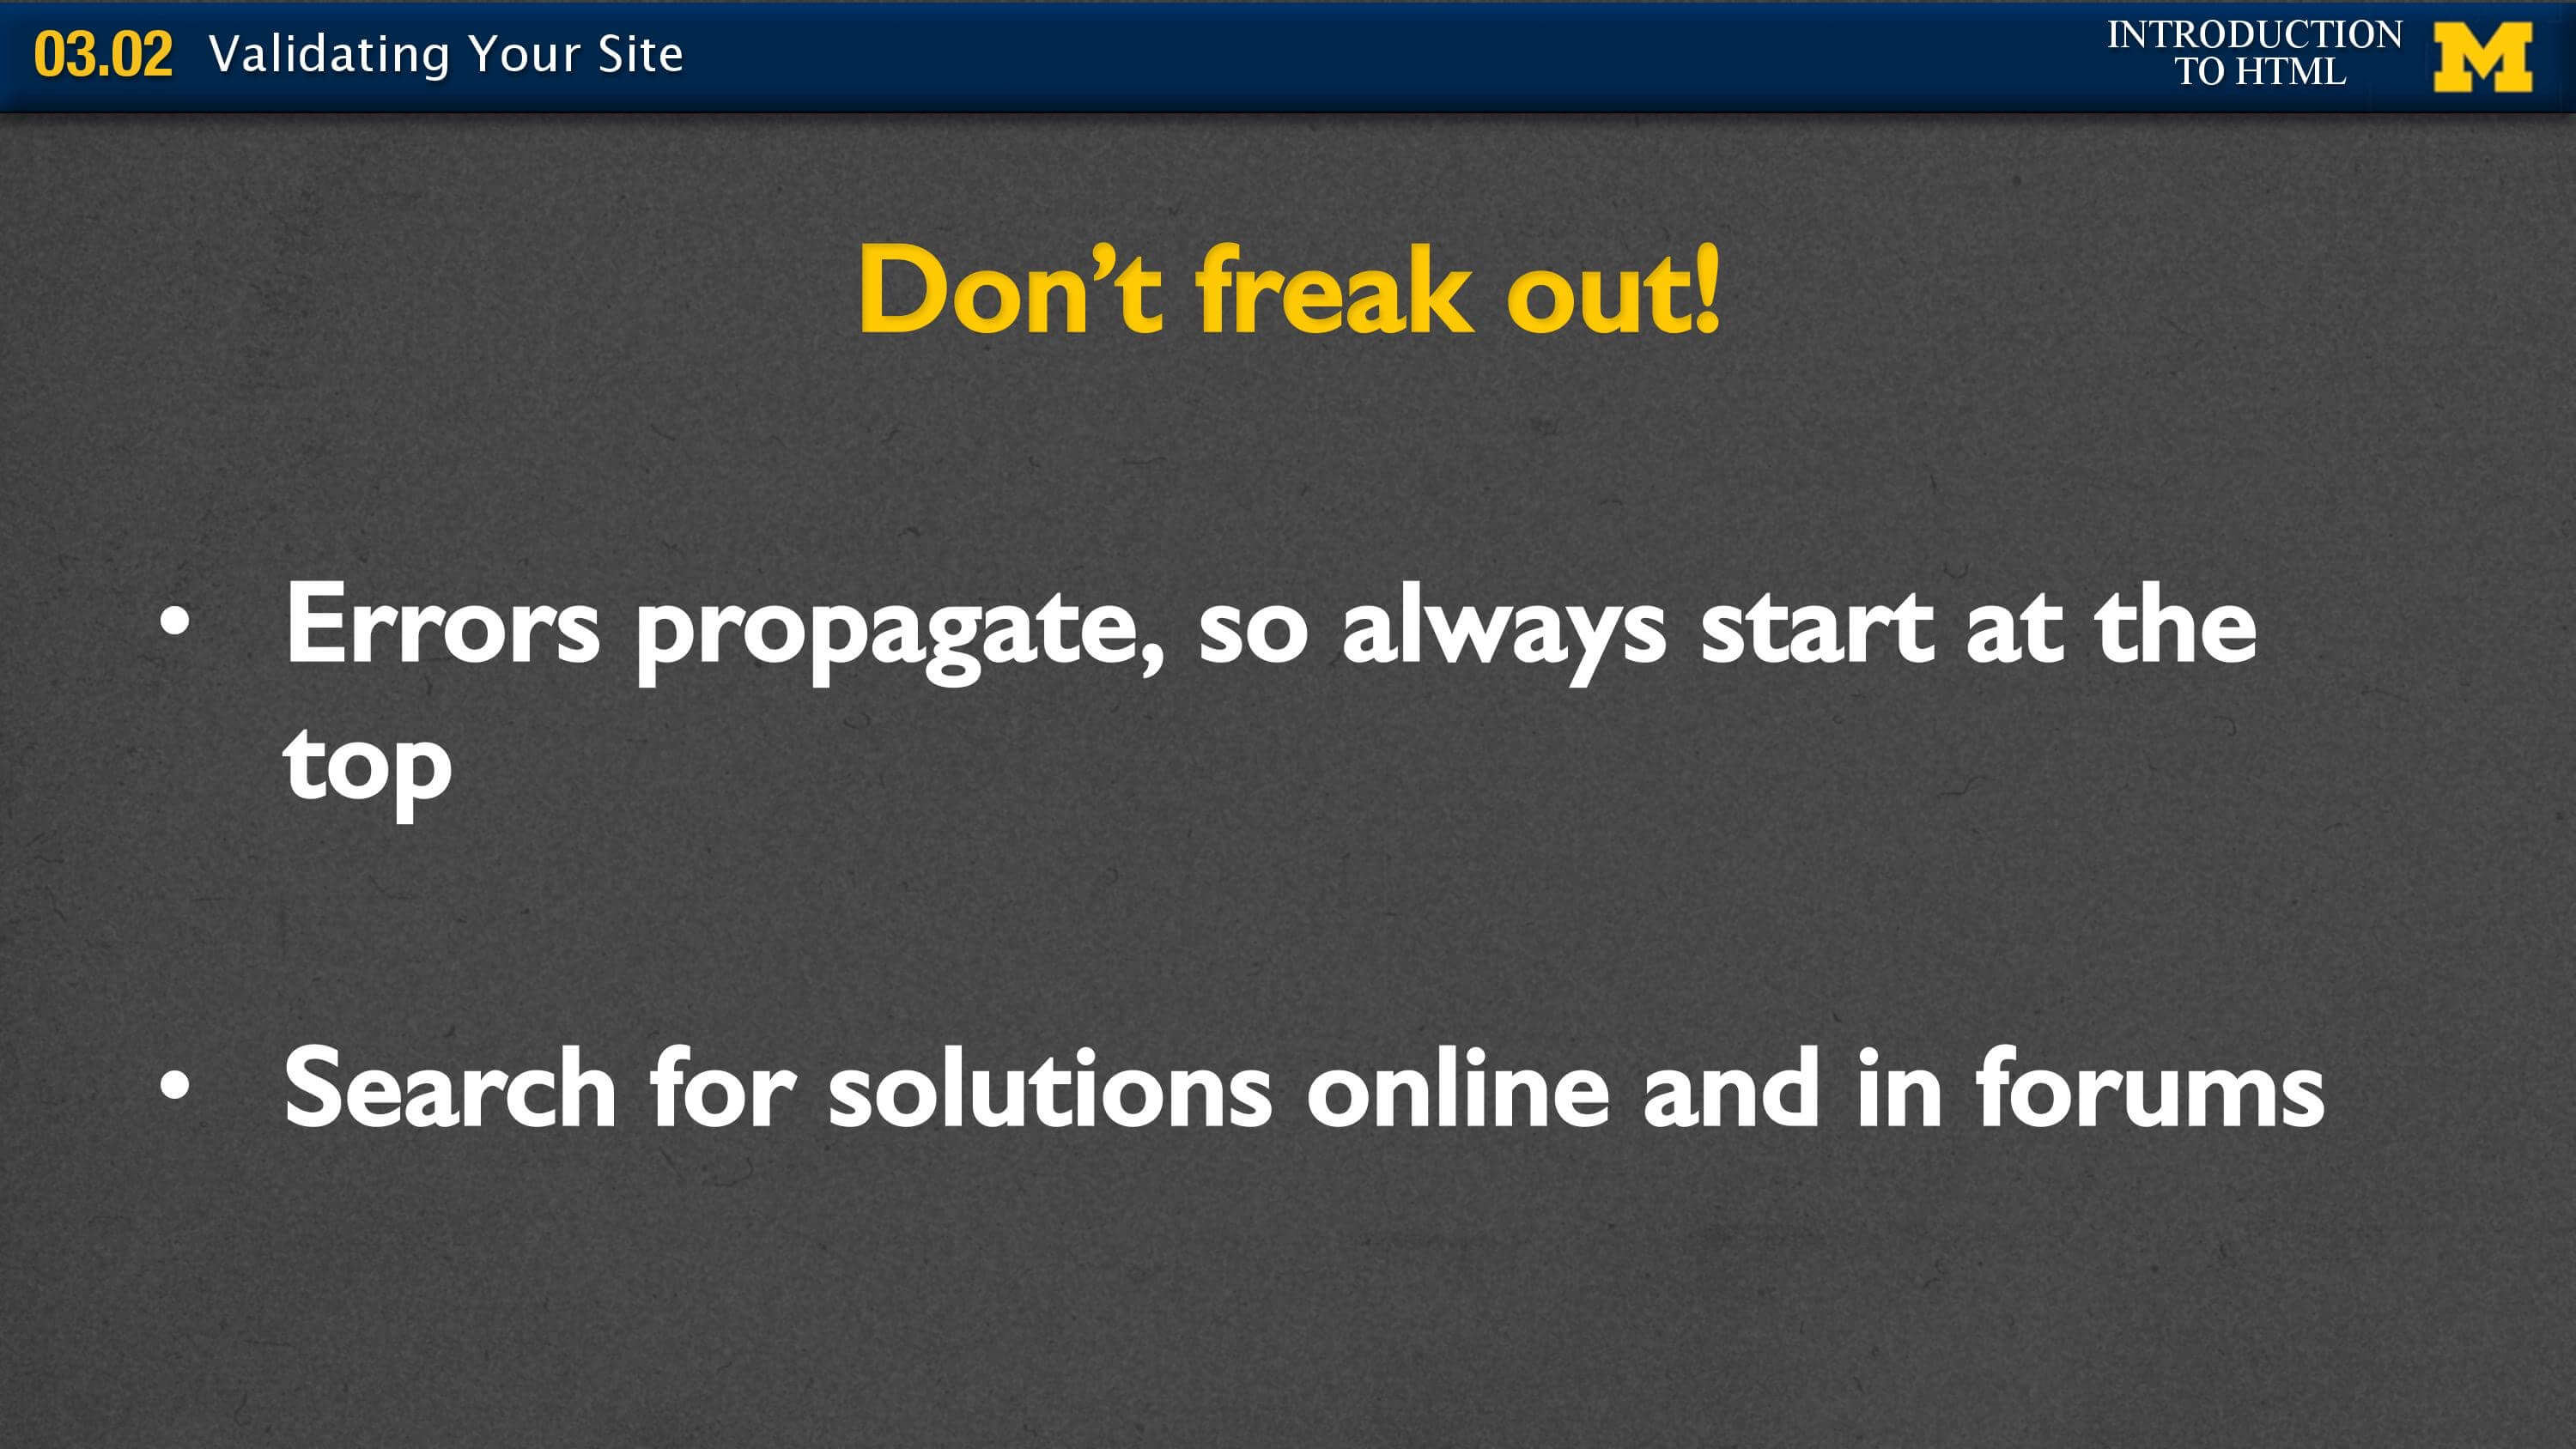 03.02 Validating Your Site
INTRODUCTION
TO HTML
M
Don’t freak out!
• Errors propagate, so always start at the
top
• Search for solutions online and in forums